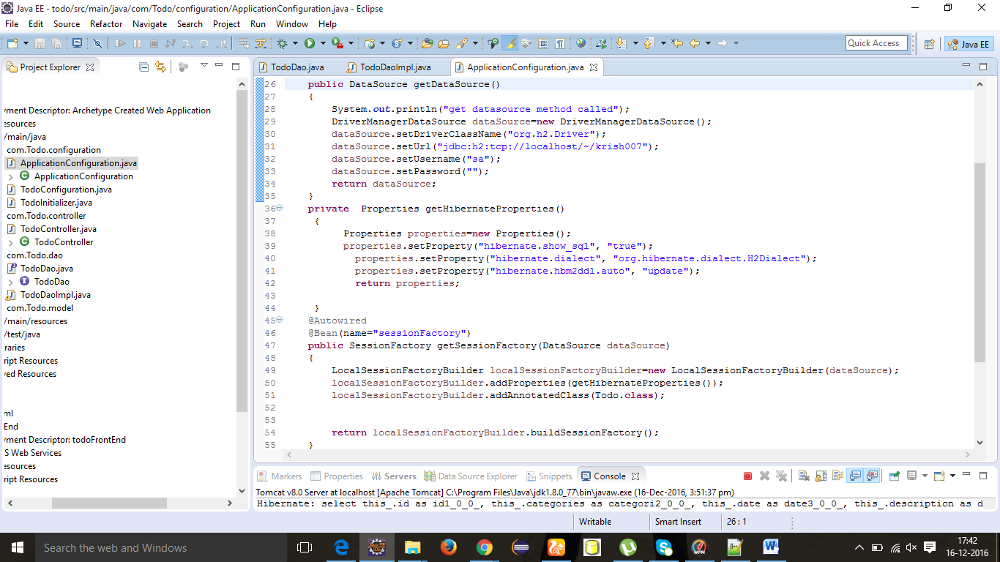 Java EE - todo/src/main/java/com/Todo/configuration/ApplicationConfiguration.java - Eclipse
File Edit Source Refactor Navigate Search Project Run Window Help
Quick Access
Java EE
Project Explorer
yment Descriptor: Archetype Created Web Application
esources
/main/java
com.Todo.configuration
ApplicationConfiguration.java
ApplicationConfiguration
TodoConfiguration.java
TodoInitializer.java
com.Todo.controller
TodoController.java
TodoController
com.Todo.dao
TodoDao.java
TodoDao
TodoDaoImpl.java
com.Todo.model
/main/resources
/test/java
raries
ript Resources
ved Resources
ml
End
yment Descriptor: todoFrontEnd
S Web Services
esources
ript Resources
TodoDao.java TodoDaoImpl.java ApplicationConfiguration.java
26 public DataSource getDataSource()
27 {
28 System.out.println("get datasource method called");
29 DriverManagerDataSource dataSource=new DriverManagerDataSource();
30 dataSource.setDriverClassName("org.h2.Driver");
31 dataSource.setUrl("jdbc:h2:tcp://localhost/~/krish007");
32 dataSource.setUsername("sa");
33 dataSource.setPassword("");
34 return dataSource;
35 }
36 private Properties getHibernateProperties()
37 {
38 Properties properties=new Properties();
39 properties.setProperty("hibernate.show_sql", "true");
40 properties.setProperty("hibernate.dialect", "org.hibernate.dialect.H2Dialect");
41 properties.setProperty("hibernate.hbm2ddl.auto", "update");
42 return properties;
43
44 }
45 @Autowired
46 @Bean(name="sessionFactory")
47 public SessionFactory getSessionFactory(DataSource dataSource)
48 {
49 LocalSessionFactoryBuilder localSessionFactoryBuilder=new LocalSessionFactoryBuilder(dataSource);
50 localSessionFactoryBuilder.addProperties(getHibernateProperties());
51 localSessionFactoryBuilder.addAnnotatedClass(Todo.class);
52
53
54 return localSessionFactoryBuilder.buildSessionFactory();
55 }
Markers Properties Servers Data Source Explorer Snippets Console
Tomcat v8.0 Server at localhost [Apache Tomcat] C:\Program Files\Java\jdk1.8.0_77\bin\javaw.exe (16-Dec-2016, 3:51:37 pm)
Hibernate: select this_.id as id1_0_0_, this_.categories as categori2_0_0_, this_.date as date3_0_0_, this_.description as d
Writable Smart Insert 26 : 1
Search the web and Windows
17:42
16-12-2016